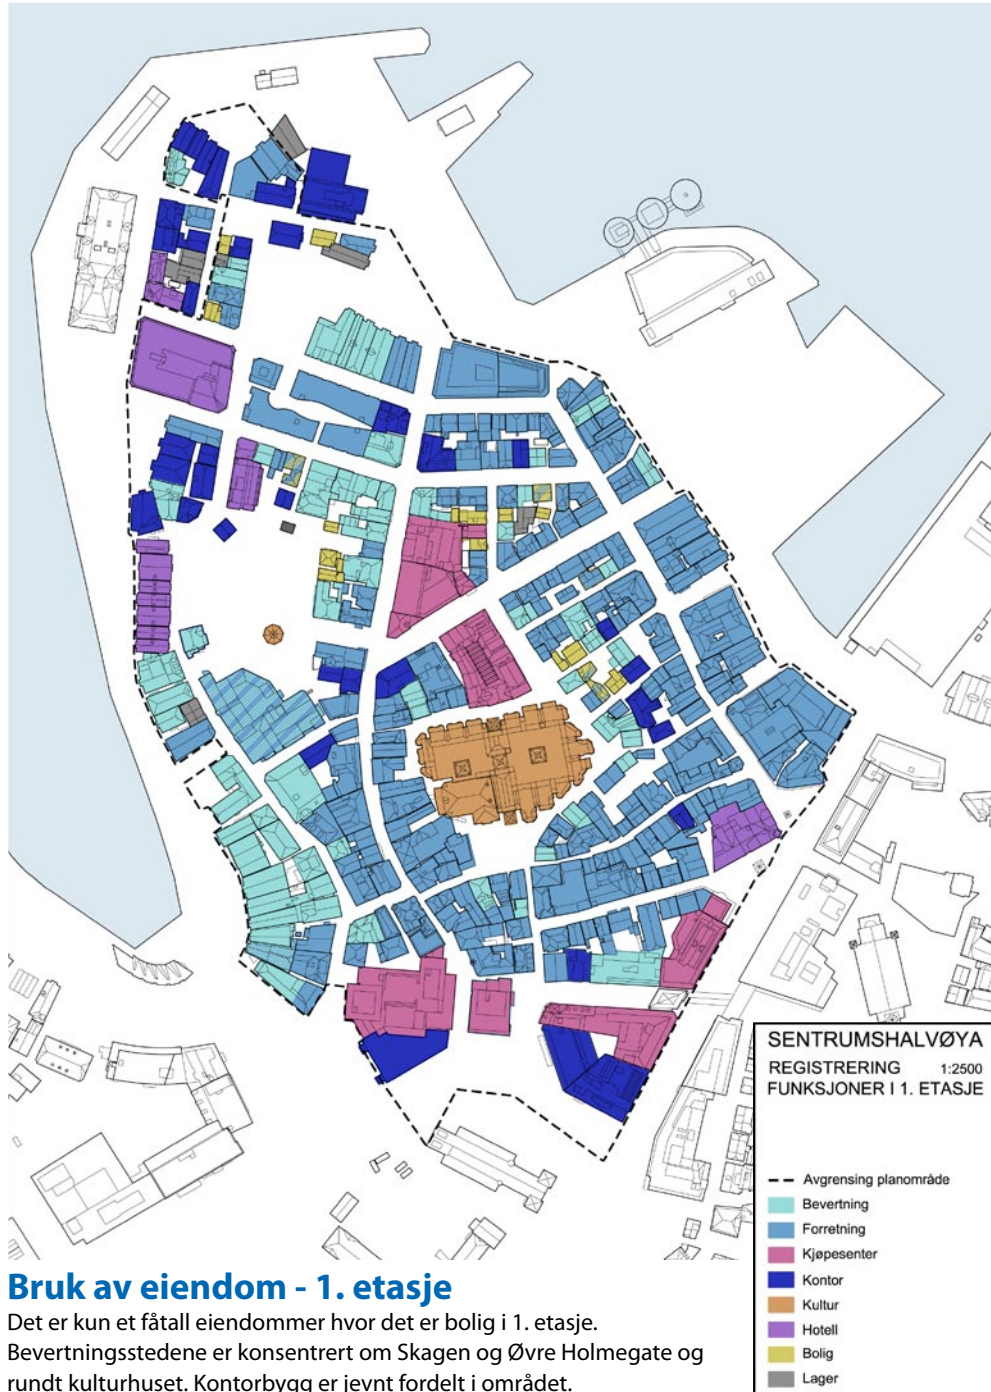 SENTRUMSHALVØYA
REGISTRERING 1:2500
FUNKSJONER I 1. ETASJE
Avgrensing planområde
Bevertning
Forretning
Kjøpesenter
Kontor
Kultur
Hotell
Bolig
Lager
Bruk av eiendom - 1. etasje
Det er kun et fåtall eiendommer hvor det er bolig i 1. etasje.
Bevertningsstedene er konsentrert om Skagen og Øvre Holmegate og
rundt kulturhuset. Kontorbygg er jevnt fordelt i området.